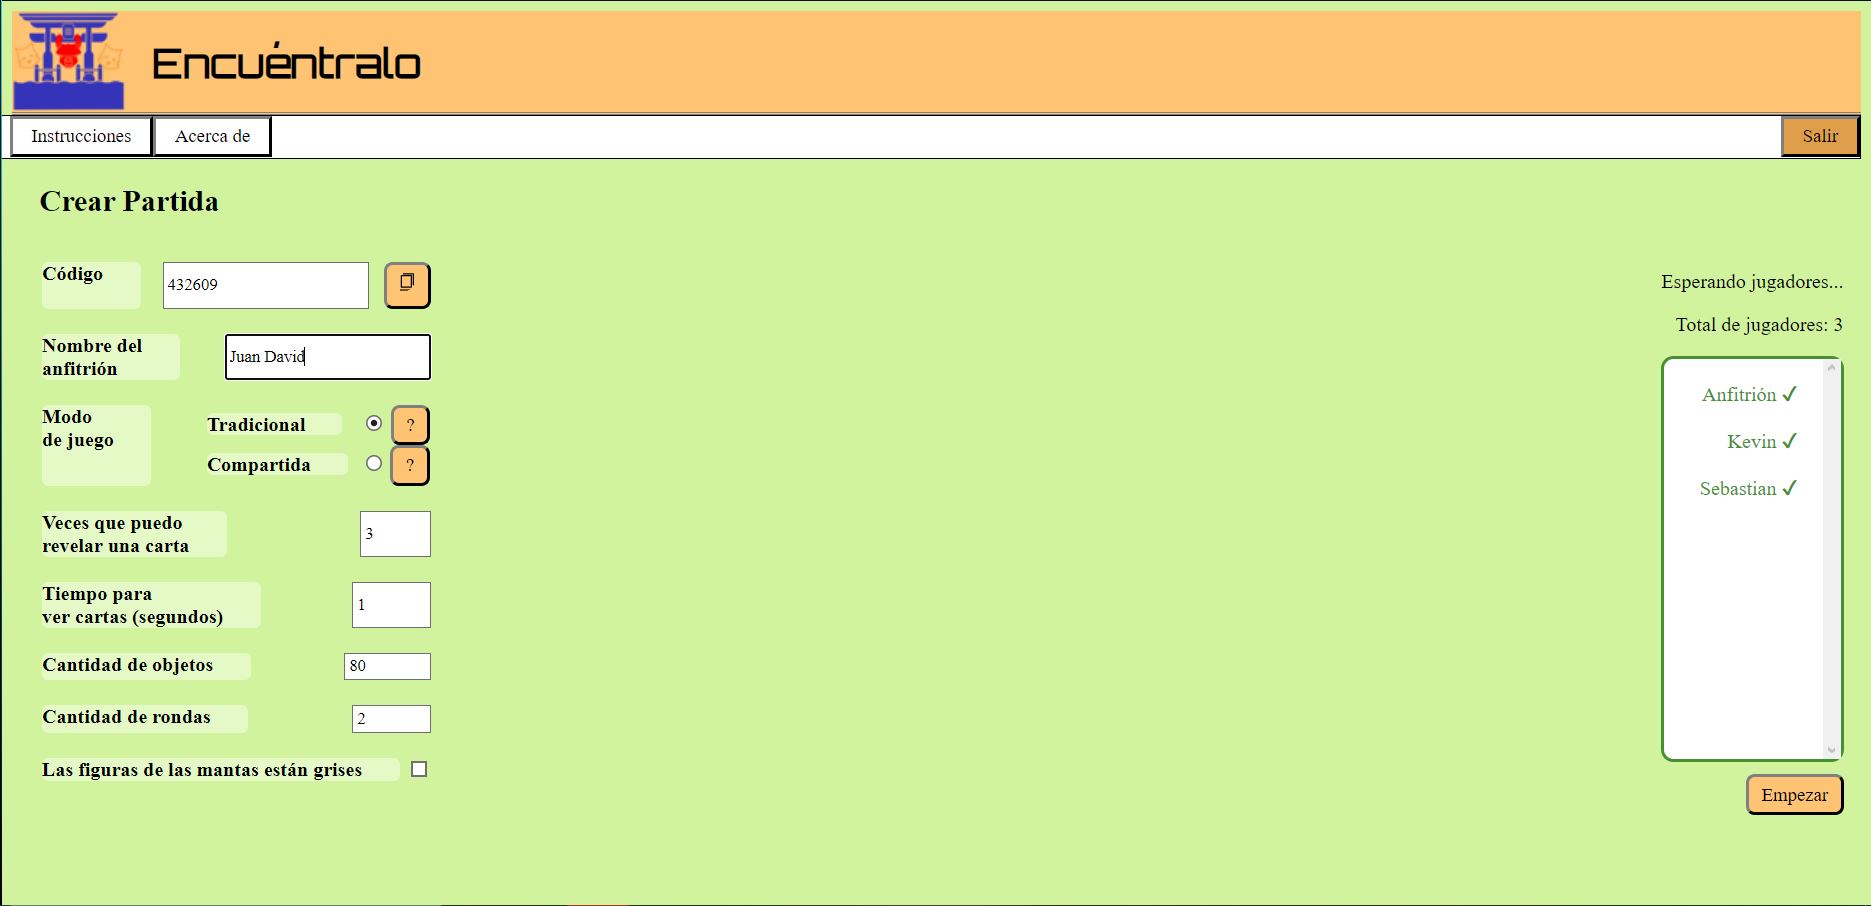 Encuéntralo
Instrucciones
Acerca de
Salir
Crear Partida
Código
432609
Nombre del
anfitrión
Juan David
Modo
de juego
Tradicional
?
Compartida
?
Veces que puedo
revelar una carta
3
Tiempo para
ver cartas (segundos)
1
Cantidad de objetos
80
Cantidad de rondas
2
Las figuras de las mantas están grises
Esperando jugadores...
Total de jugadores: 3
Anfitrión ✓
Kevin ✓
Sebastian ✓
Empezar